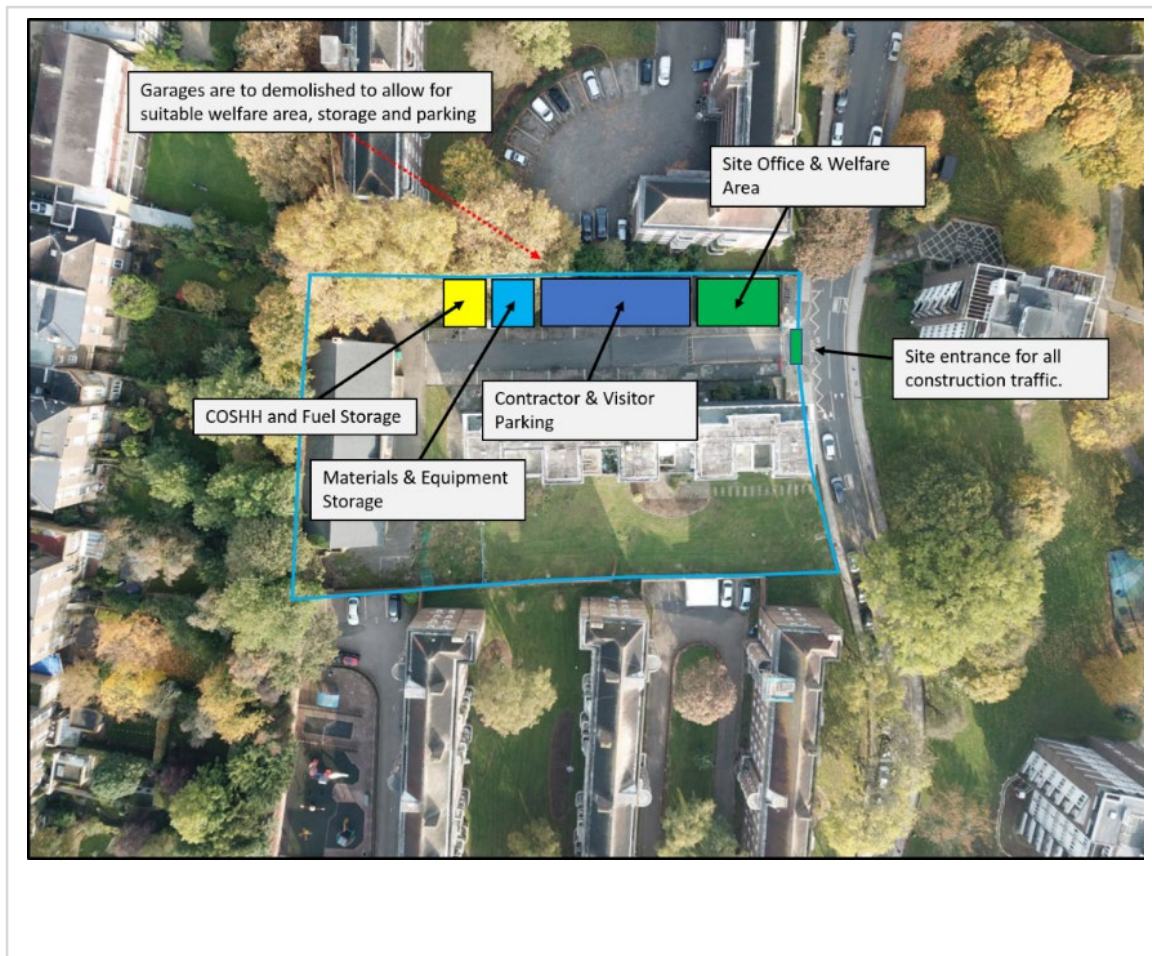 Garages are to demolished to allow for
suitable welfare area, storage and parking
Site Office & Welfare
Area
Site entrance for all
construction traffic.
COSHH and Fuel Storage
Contractor & Visitor
Parking
Materials & Equipment
Storage